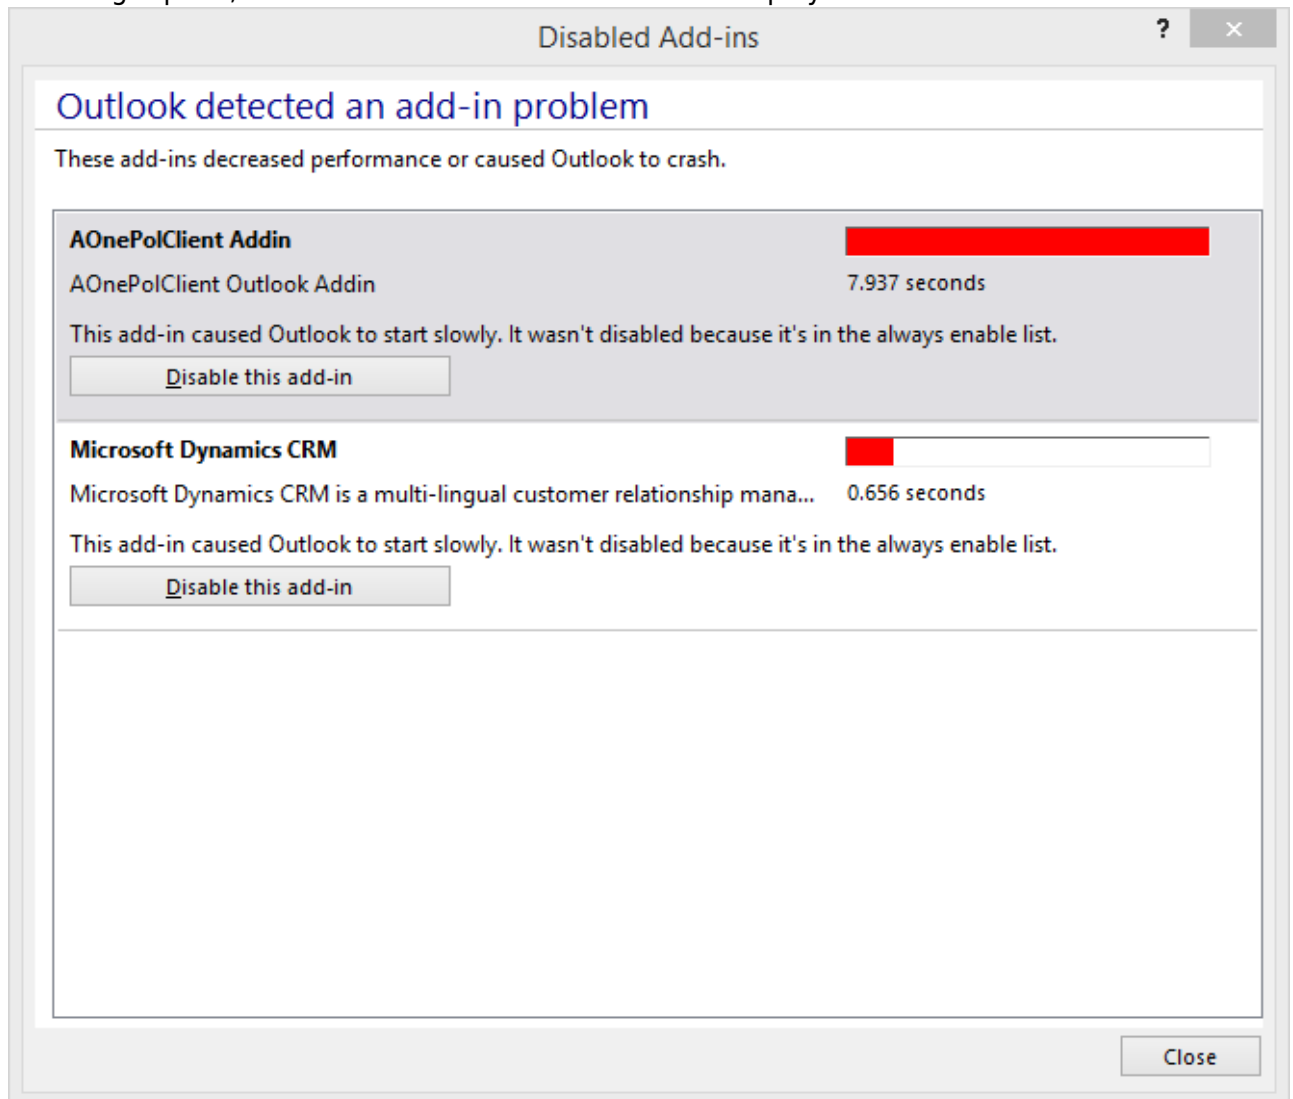 Disabled Add-ins
?
Outlook detected an add-in problem
These add-ins decreased performance or caused Outlook to crash.
AOnePolClient Addin
AOnePolClient Outlook Addin
7.937 seconds
This add-in caused Outlook to start slowly. It wasn't disabled because it's in the always enable list.
Disable this add-in
Microsoft Dynamics CRM
Microsoft Dynamics CRM is a multi-lingual customer relationship mana...
0.656 seconds
This add-in caused Outlook to start slowly. It wasn't disabled because it's in the always enable list.
Disable this add-in
Close